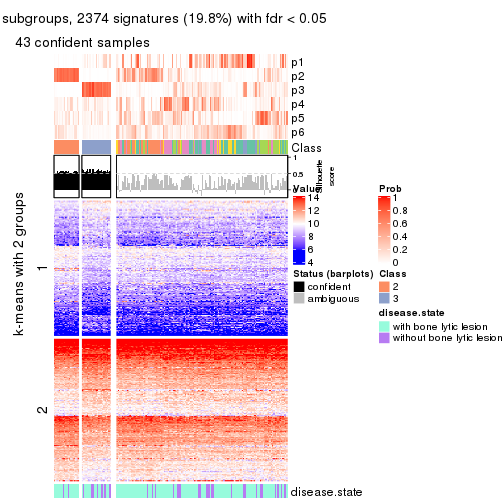 subgroups, 2374 signatures (19.8%) with fdr < 0.05
43 confident samples
p1
p2
p3
p4
p5
p6
Class
1
0.5
0
Silhouette
score
k-means with 2 groups
1
2
disease.state
Value
14
12
10
8
6
4
Prob
1
0.8
0.6
0.4
0.2
0
Status (barplots)
confident
ambiguous
Class
2
3
disease.state
with bone lytic lesion
without bone lytic lesion